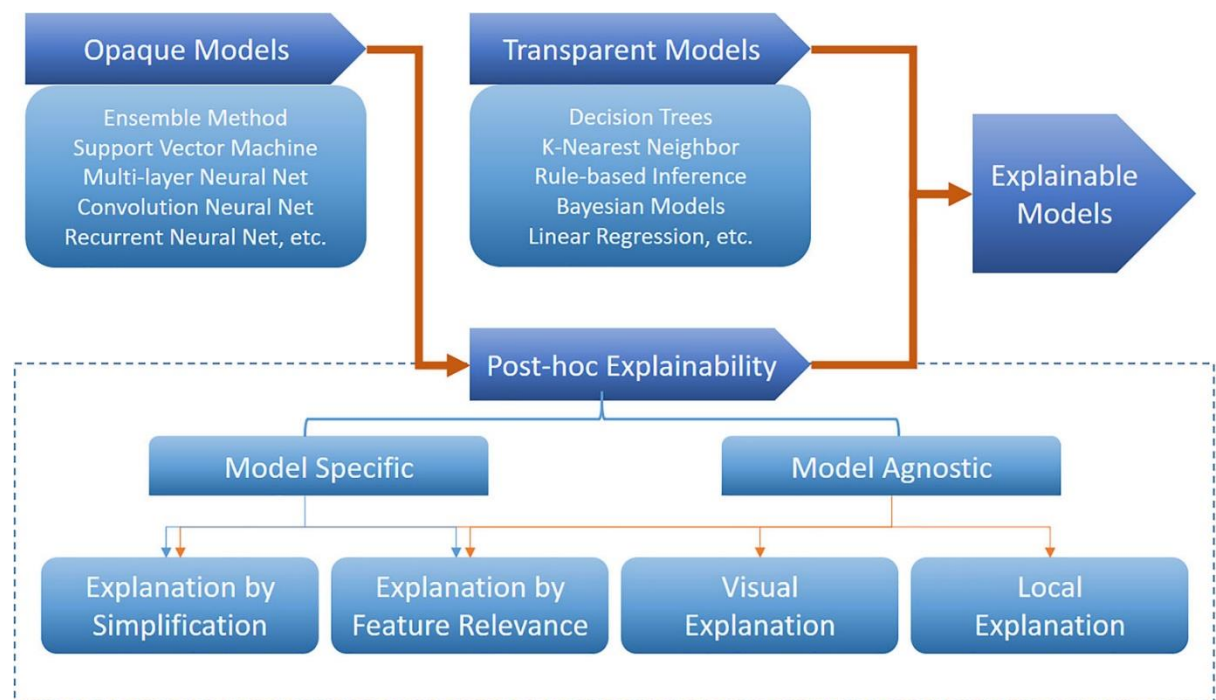 Opaque Models
Ensemble Method
Support Vector Machine
Multi-layer Neural Net
Convolution Neural Net
Recurrent Neural Net, etc.
Transparent Models
Decision Trees
K-Nearest Neighbor
Rule-based Inference
Bayesian Models
Linear Regression, etc.
Explainable
Models
Post-hoc Explainability
Model Specific
Model Agnostic
Explanation by
Simplification
Explanation by
Feature Relevance
Visual
Explanation
Local
Explanation